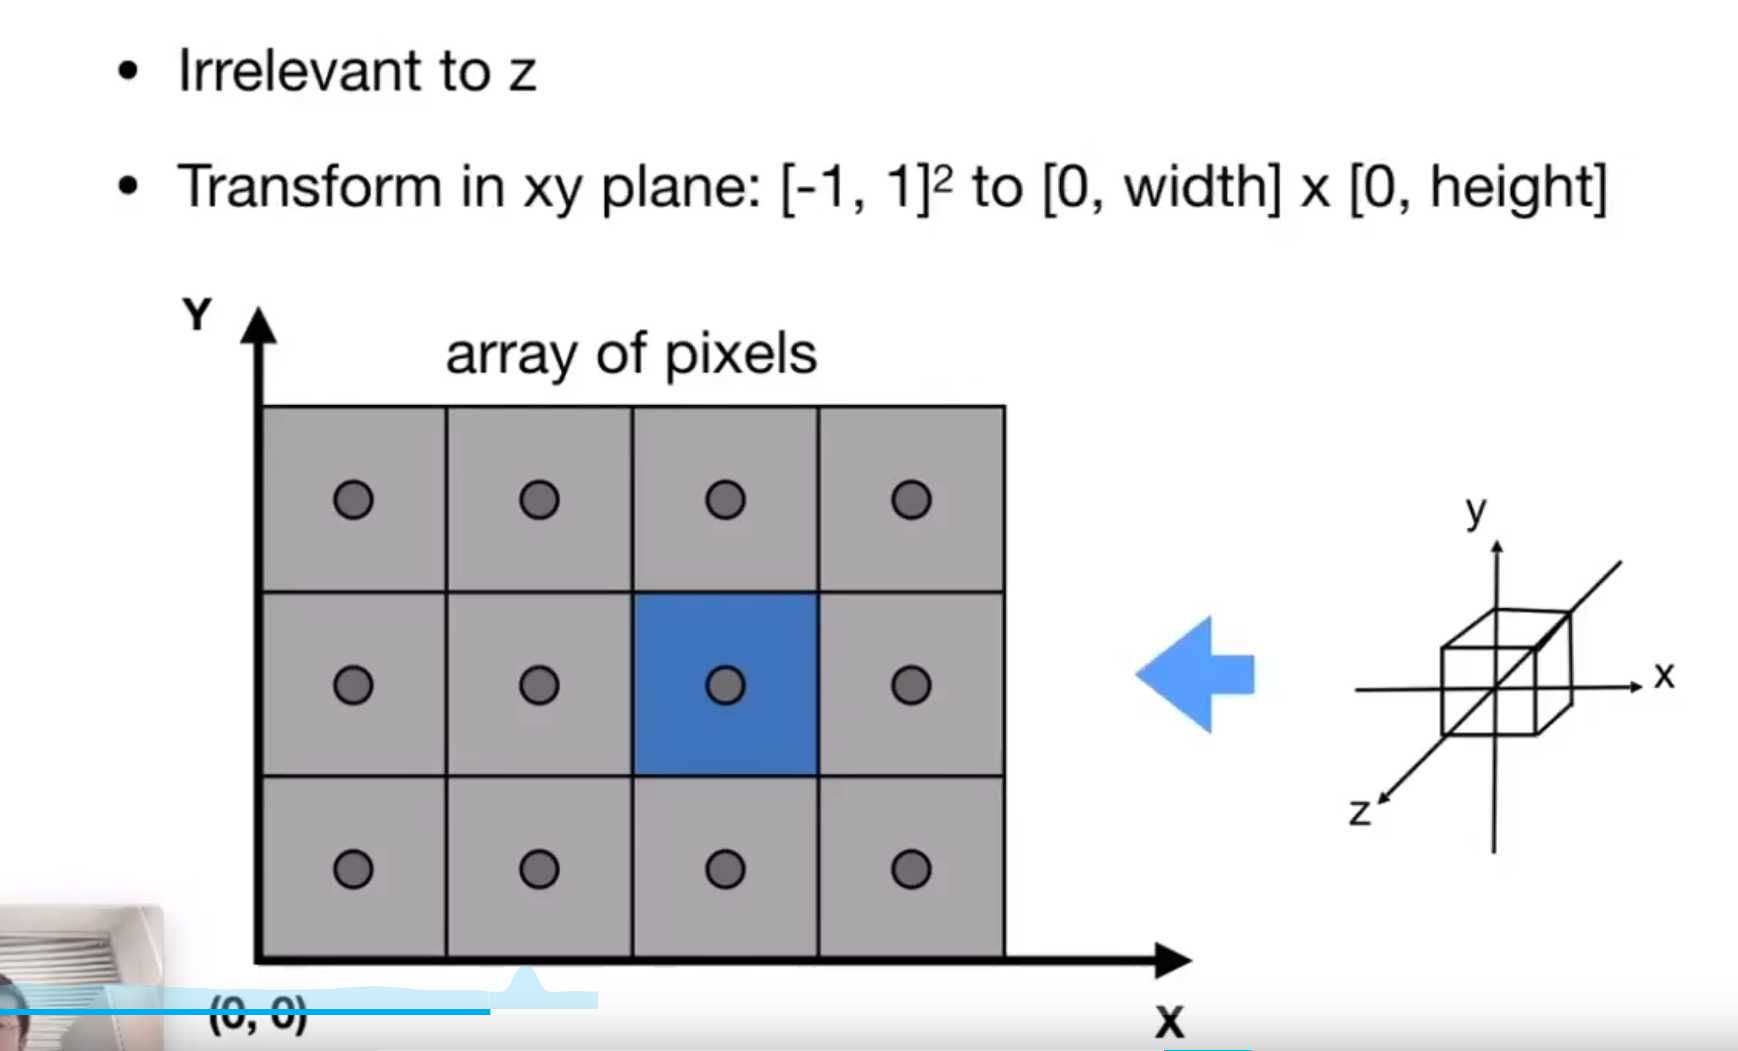 • Irrelevant to z
• Transform in xy plane: [-1, 1]² to [0, width] x [0, height]
Y
array of pixels
y
x
z
(0, 0)
X